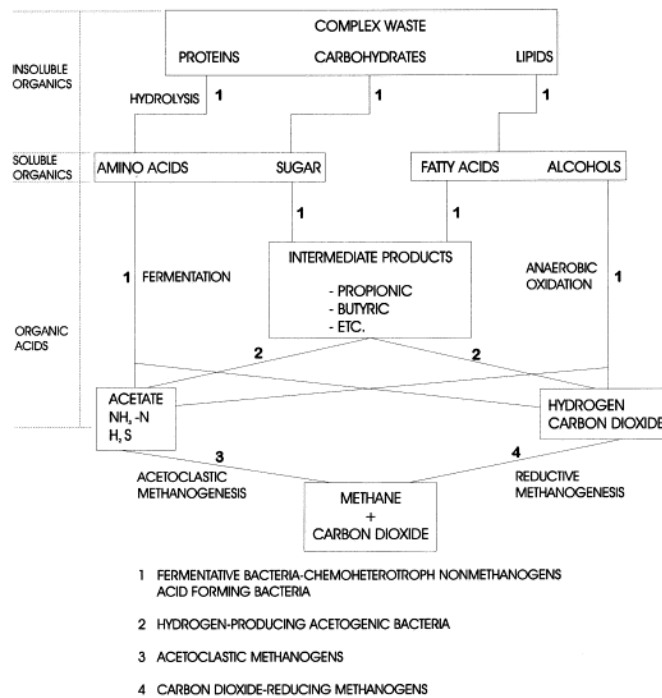 COMPLEX WASTE
PROTEINS CARBOHYDRATES LIPIDS
INSOLUBLE
ORGANICS
HYDROLYSIS
1 1 1
SOLUBLE
ORGANICS
AMINO ACIDS SUGAR FATTY ACIDS ALCOHOLS
1 1
INTERMEDIATE PRODUCTS
- PROPIONIC
- BUTYRIC
- ETC.
1 FERMENTATION
ANAEROBIC
OXIDATION
1
ORGANIC
ACIDS
2 2
ACETATE
NH₃ -N
H₂ S
HYDROGEN
CARBON DIOXIDE
3 4
ACETOCLASTIC
METHANOGENESIS
REDUCTIVE
METHANOGENESIS
METHANE
+
CARBON DIOXIDE
1 FERMENTATIVE BACTERIA-CHEMOHETEROTROPH NONMETHANOGENS
ACID FORMING BACTERIA
2 HYDROGEN-PRODUCING ACETOGENIC BACTERIA
3 ACETOCLASTIC METHANOGENS
4 CARBON DIOXIDE-REDUCING METHANOGENS